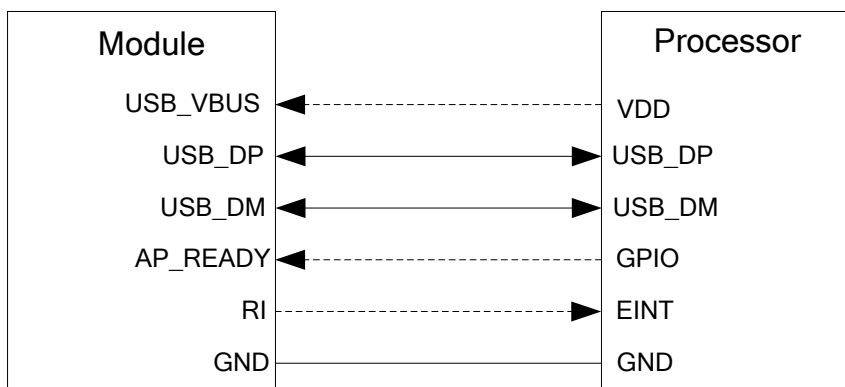 Module
Processor
USB_VBUS
VDD
USB_DP
USB_DP
USB_DM
USB_DM
AP_READY
GPIO
RI
EINT
GND
GND